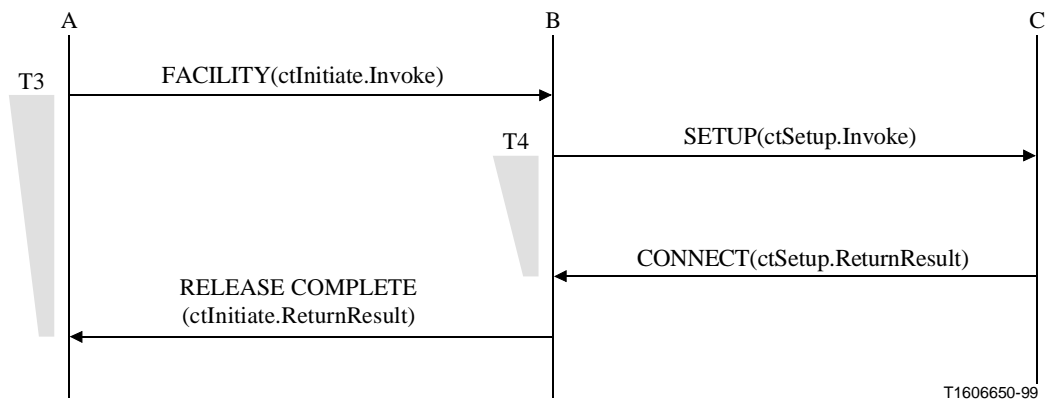 A
B
C
T3
FACILITY(ctInitiate.Invoke)
T4
SETUP(ctSetup.Invoke)
CONNECT(ctSetup.ReturnResult)
RELEASE COMPLETE
(ctInitiate.ReturnResult)
T1606650-99